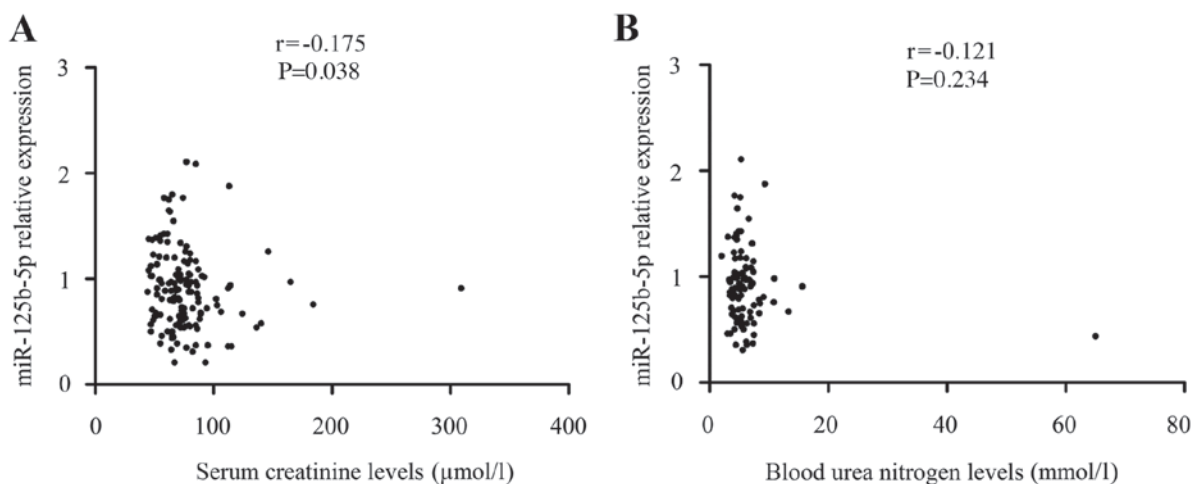 A
r=-0.175
P=0.038
miR-125b-5p relative expression
3
2
1
0
0 100 200 300 400
Serum creatinine levels (μmol/l)
B
r=-0.121
P=0.234
miR-125b-5p relative expression
3
2
1
0
0 20 40 60 80
Blood urea nitrogen levels (mmol/l)